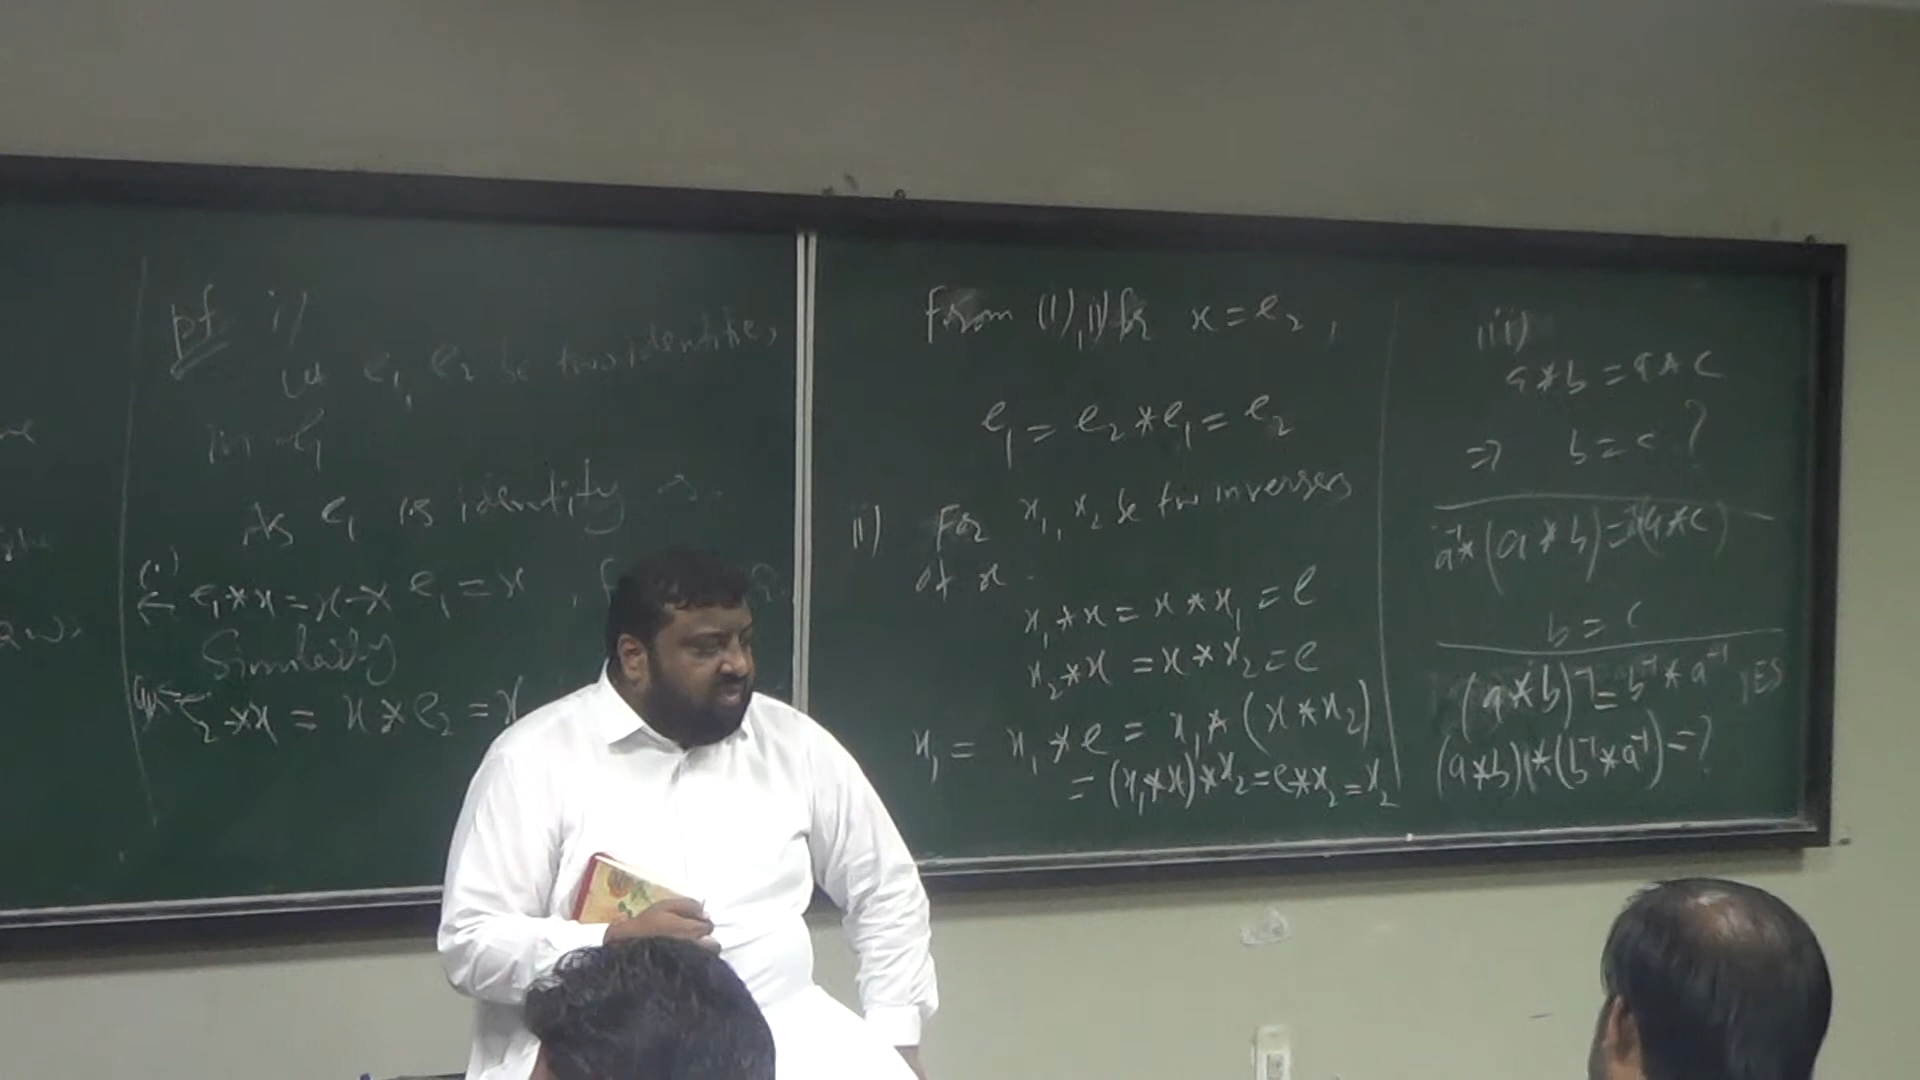 pf i)
Let e₁, e₂ be two identities
in G
As e₁ is identity
(i) ← e₁ * x = x * e₁ = x ,
Similarly
e₂ * x = x * e₂ = x
From (i), ii) for x = e₂ ,
e₁ = e₂ * e₁ = e₂
ii) For x₁, x₂ be two inverses
of x .
x₁ * x = x * x₁ = e
x₂ * x = x * x₂ = e
x₁ = x₁ * e = x₁ * (x * x₂)
= (x₁ * x) * x₂ = e * x₂ = x₂
iii)
a * b = a * c
⇒ b = c ?
a⁻¹ * (a * b) = a⁻¹ (a * c)
b = c
(a * b)⁻¹ = b⁻¹ * a⁻¹ YES
(a * b) * (b⁻¹ * a⁻¹) = ?